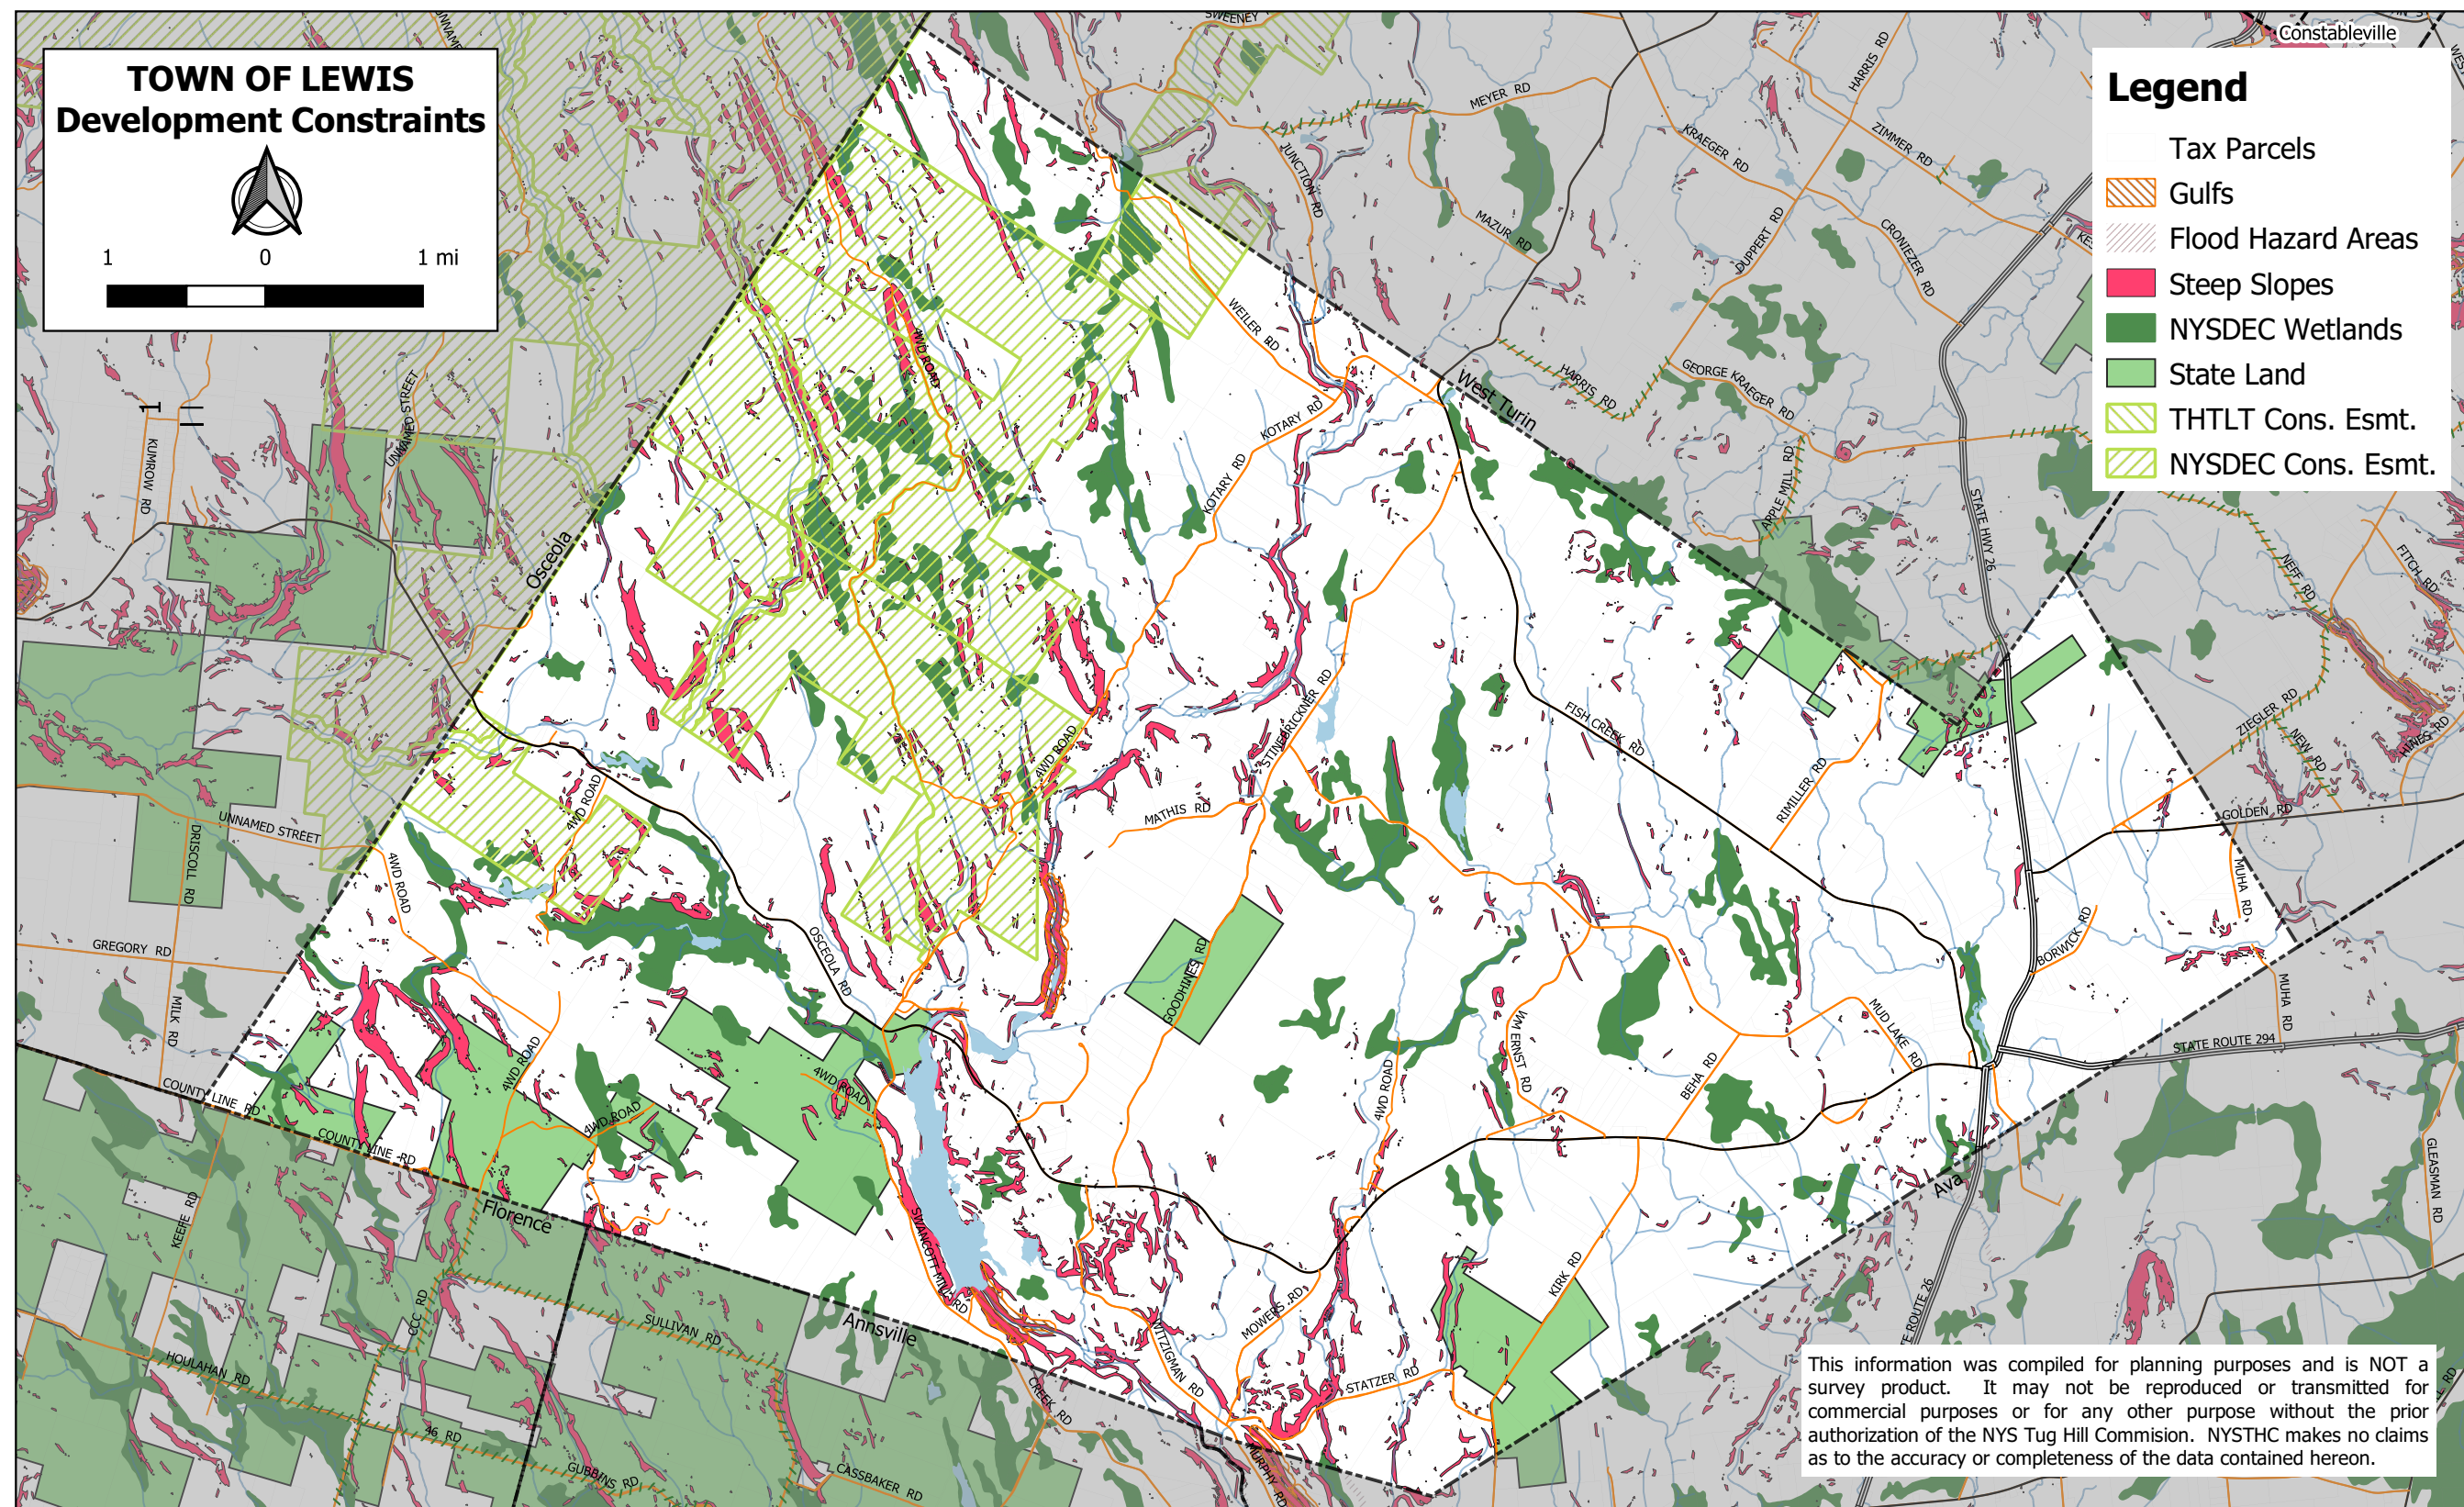 TOWN OF LEWIS
Development Constraints
1 0 1 mi
Legend
Tax Parcels
Gulfs
Flood Hazard Areas
Steep Slopes
NYSDEC Wetlands
State Land
THTLT Cons. Esmt.
NYSDEC Cons. Esmt.
Constableville
SWEENEY
HARRIS RD
MEYER RD
KRAEGER RD
ZIMMER RD
JUNCTION RD
MAZUR RD
DUPPERT RD
CRONIEZER RD
WEILER RD
4WD ROAD
West Turin
HARRIS RD
GEORGE KRAEGER RD
KOTARY RD
KOTARY RD
APPLE MILL RD
STATE HWY 26
UNNAMED STREET
KUMROW RD
Osceola
NEFF RD
FITCH RD
STINEBRICKNER RD
FISH CREEK RD
ZIEGLER RD
NEW RD
HINES RD
4WD ROAD
4WD ROAD
MATHIS RD
RIMILLER RD
GOLDEN RD
UNNAMED STREET
DRISCOLL RD
4WD ROAD
MUHA RD
GREGORY RD
OSCEOLA RD
GOODHINES RD
BORWICK RD
MILK RD
MUHA RD
WM ERNST RD
MUD LAKE RD
STATE ROUTE 294
4WD ROAD
4WD ROAD
4WD ROAD
BEHA RD
COUNTY LINE RD
4WD ROAD
COUNTY LINE RD
GLEASMAN RD
KEEFE RD
Florence
Ava
SWANCOTT MILL RD
KIRK RD
CCC RD
SULLIVAN RD
Annsville
MOWERS RD
WITZIGMAN RD
HOULAHAN RD
STATZER RD
CREEK RD
46 RD
GUBBINS RD
CASSBAKER RD
MURPHY RD
ROUTE 26
This information was compiled for planning purposes and is NOT a
survey product. It may not be reproduced or transmitted for
commercial purposes or for any other purpose without the prior
authorization of the NYS Tug Hill Commision. NYSTHC makes no claims
as to the accuracy or completeness of the data contained hereon.